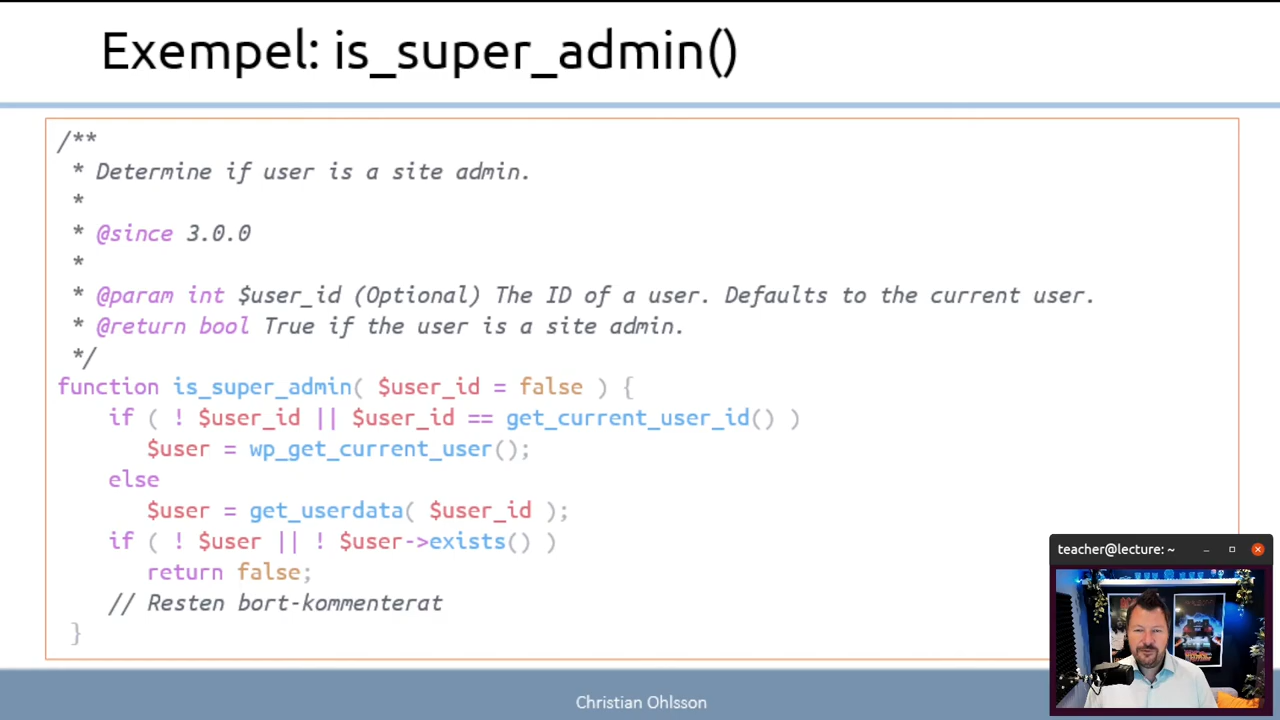 Exempel: is_super_admin()
/**
* Determine if user is a site admin.
*
* @since 3.0.0
*
* @param int $user_id (Optional) The ID of a user. Defaults to the current user.
* @return bool True if the user is a site admin.
*/
function is_super_admin( $user_id = false ) {
if ( ! $user_id || $user_id == get_current_user_id() )
$user = wp_get_current_user();
else
$user = get_userdata( $user_id );
if ( ! $user || ! $user->exists() )
return false;
// Resten bort-kommenterat
}
teacher@lecture: ~
Christian Ohlsson